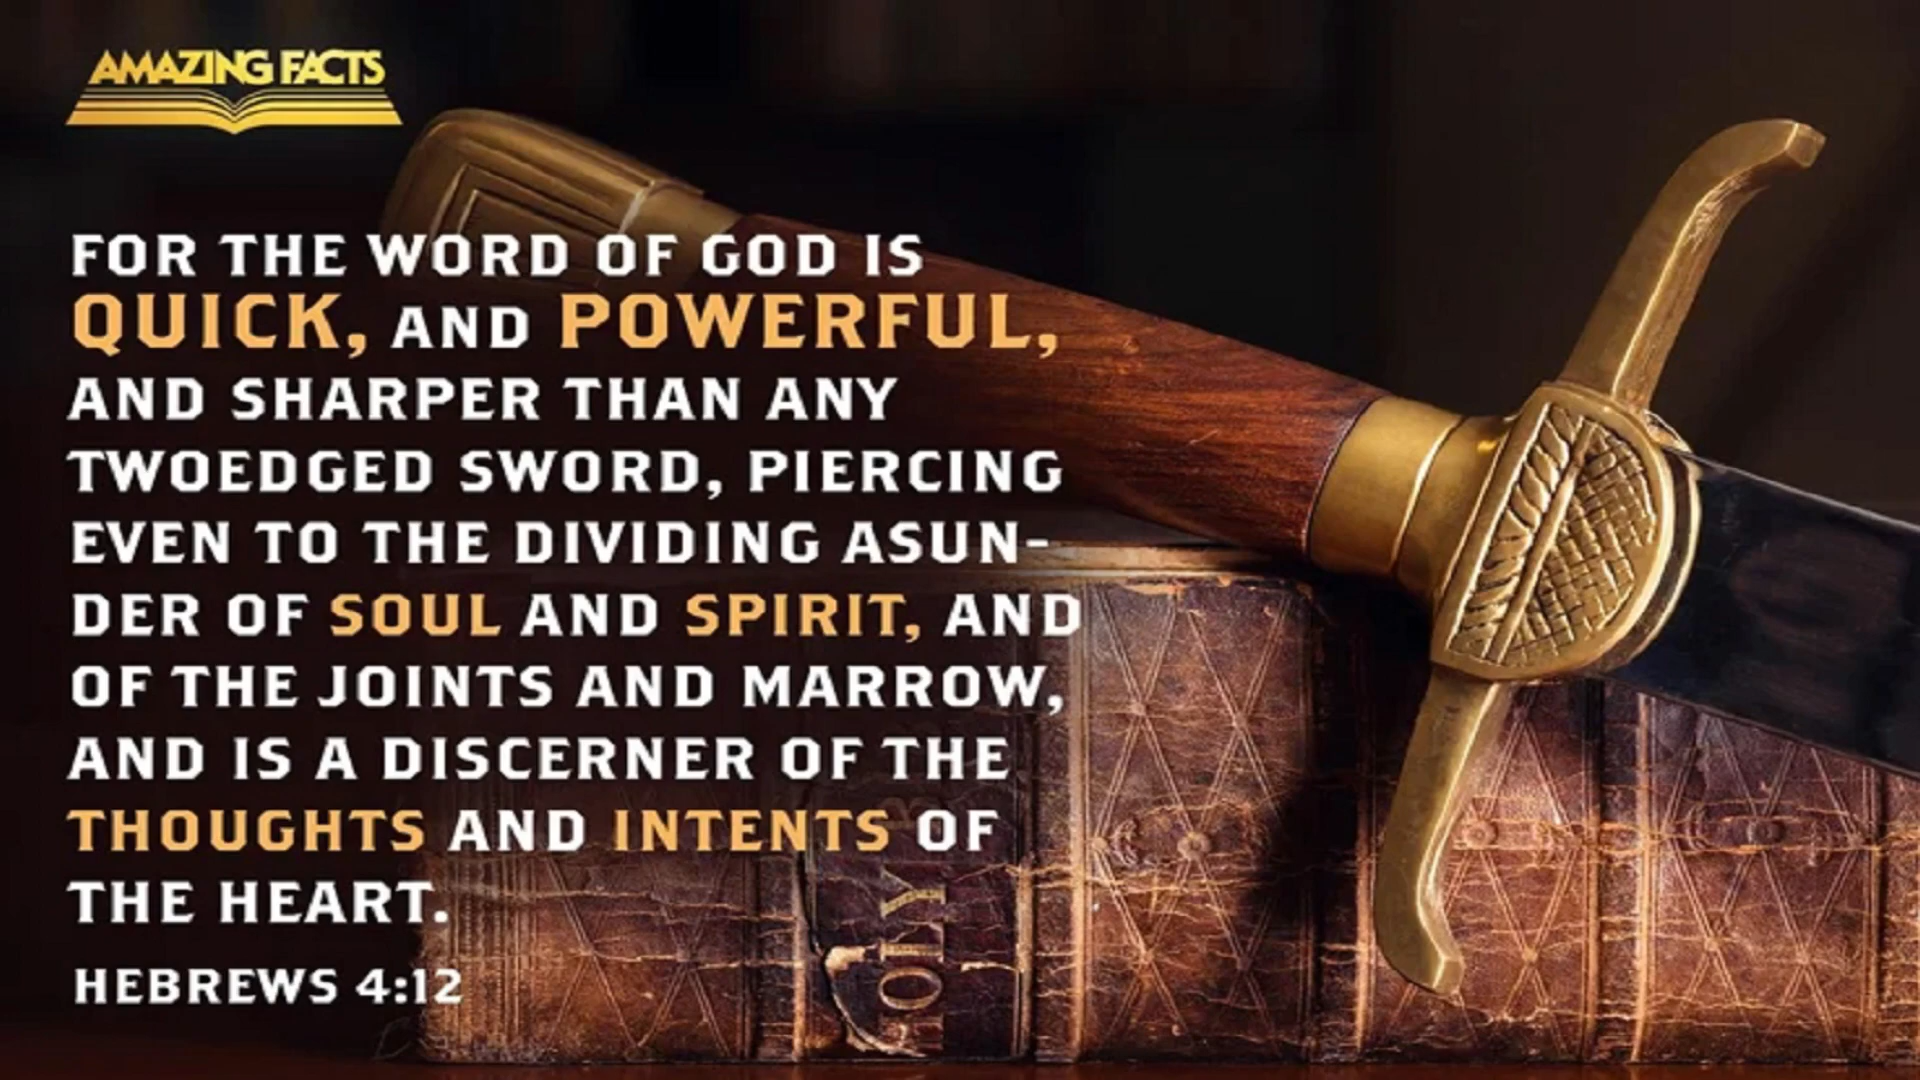 AMAZING FACTS
FOR THE WORD OF GOD IS
QUICK, AND POWERFUL,
AND SHARPER THAN ANY
TWOEDGED SWORD, PIERCING
EVEN TO THE DIVIDING ASUN-
DER OF SOUL AND SPIRIT, AND
OF THE JOINTS AND MARROW,
AND IS A DISCERNER OF THE
THOUGHTS AND INTENTS OF
THE HEART.
HEBREWS 4:12
HOLY